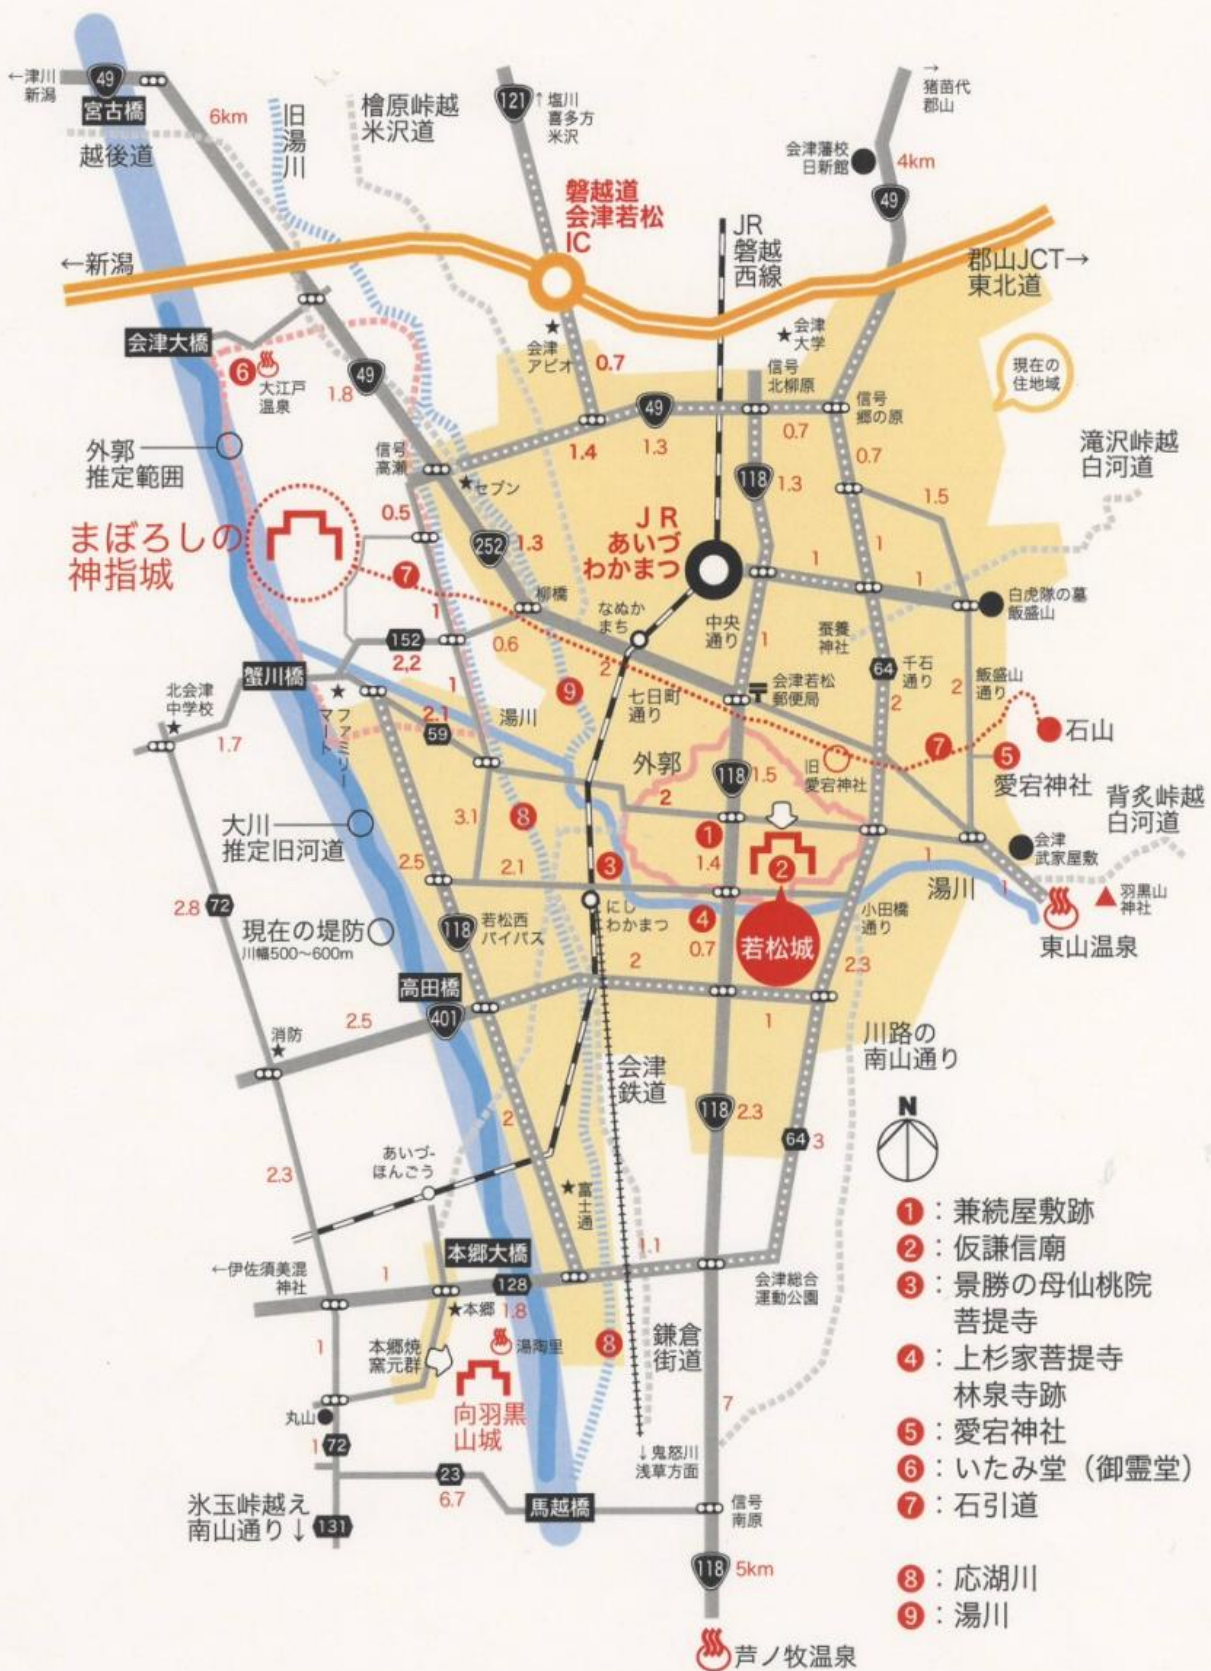 ←津川
新潟
49
宮古橋
越後道
6km
旧湯川
檜原峠越
米沢道
121
↑塩川
喜多方
米沢
→
猪苗代
郡山
会津藩校
日新館
4km
49
磐越道
会津若松
IC
JR
磐越
西線
←新潟
郡山JCT→
東北道
会津大橋
6
大江戸
温泉
1.8
49
★
会津
アピオ
0.7
★会津
大学
信号
北柳原
現在の
住地域
信号
郷の原
49
1.4
1.3
0.7
0.7
外郭
推定範囲
信号
高瀬
★セブン
118
1.3
1.5
滝沢峠越
白河道
まぼろしの
神指城
0.5
252
1.3
JR
あいづ
わかまつ
7
1
1
1
柳橋
なぬか
まち
中央
通り
1
蚕養
神社
白虎隊の墓
飯盛山
152
2,2
1
0.6
2
64
千石
通り
飯盛山
通り
2
蟹川橋
★
ファミリー
マート
1
2.1
59
湯川
9
七日町
通り
会津若松
郵便局
2
北会津
中学校
★
1.7
外郭
118
1.5
旧
愛宕神社
7
石山
5
愛宕神社
背炙峠越
白河道
大川
推定旧河道
3.1
8
2
1
1.4
2
会津
武家屋敷
1
湯川
1
羽黒山
神社
東山温泉
2.5
2.1
3
にし
わかまつ
4
0.7
若松城
小田橋
通り
2.8
72
現在の堤防
川幅500〜600m
118
若松西
バイパス
2
2.3
高田橋
401
2.5
消防
★
1
川路の
南山通り
会津
鉄道
118
2.3
64
3
2
2.3
あいづ-
ほんごう
★富士通
N
本郷大橋
←伊佐須美混
神社
1
128
1.8
★本郷
1.1
会津総合
運動公園
本郷焼
窯元群
湯陶里
8
鎌倉
街道
1
向羽黒
山城
丸山
1
72
7
↓鬼怒川
浅草方面
23
6.7
馬越橋
信号
南原
氷玉峠越え
南山通り↓
131
118
5km
芦ノ牧温泉
1：兼続屋敷跡
2：仮謙信廟
3：景勝の母仙桃院
菩提寺
4：上杉家菩提寺
林泉寺跡
5：愛宕神社
6：いたみ堂（御霊堂）
7：石引道
8：応湖川
9：湯川